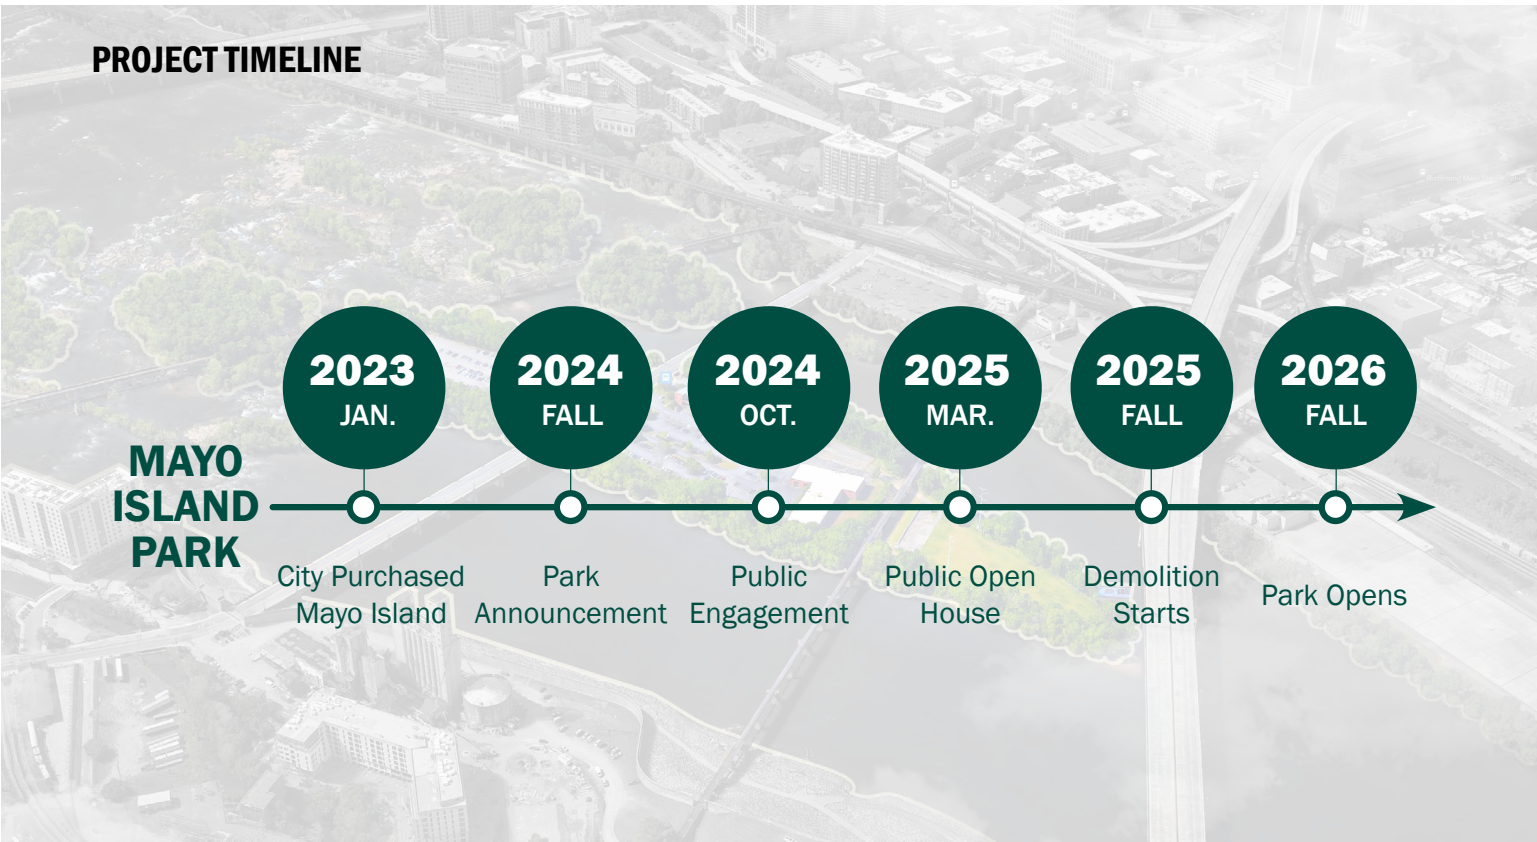 PROJECT TIMELINE
MAYO
ISLAND
PARK
2023
JAN.
City Purchased
Mayo Island
2024
FALL
Park
Announcement
2024
OCT.
Public
Engagement
2025
MAR.
Public Open
House
2025
FALL
Demolition
Starts
2026
FALL
Park Opens